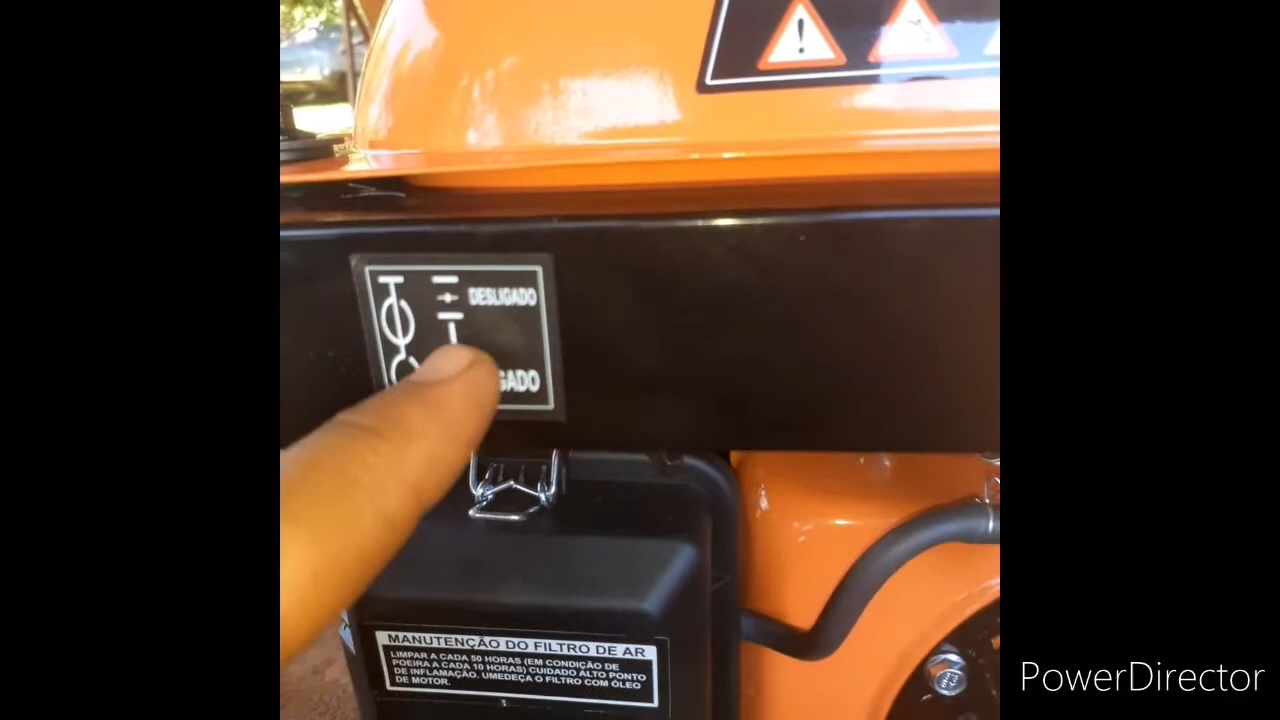 DESLIGADO
MANUTENÇÃO DO FILTRO DE AR
LIMPAR A CADA 50 HORAS (EM CONDIÇÃO DE
POEIRA A CADA 10 HORAS) CUIDADO ALTO PONTO
DE INFLAMAÇÃO, UMEDEÇA O FILTRO COM ÓLEO
DE MOTOR.
PowerDirector